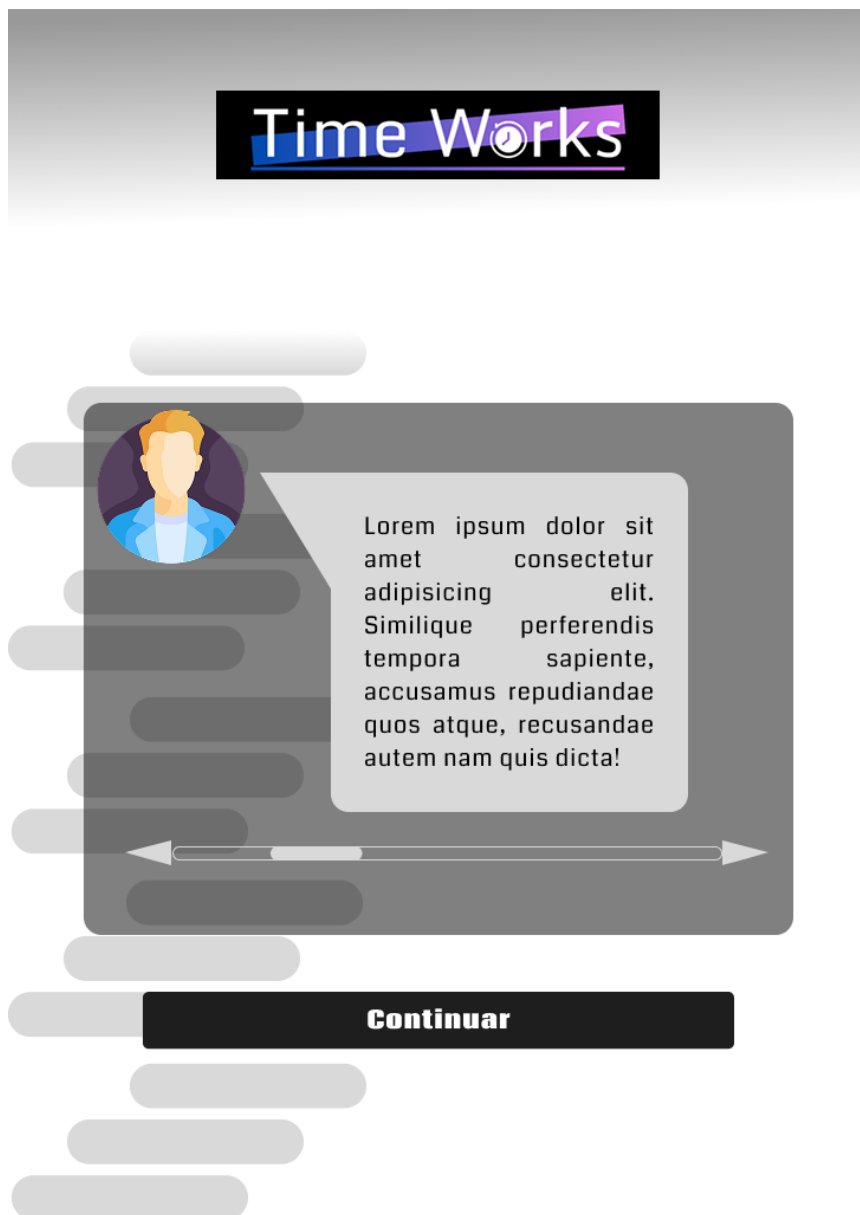 Time Works
Lorem ipsum dolor sit
amet consectetur
adipisicing elit.
Similique perferendis
tempora sapiente,
accusamus repudiandae
quos atque, recusandae
autem nam quis dicta!
Continuar